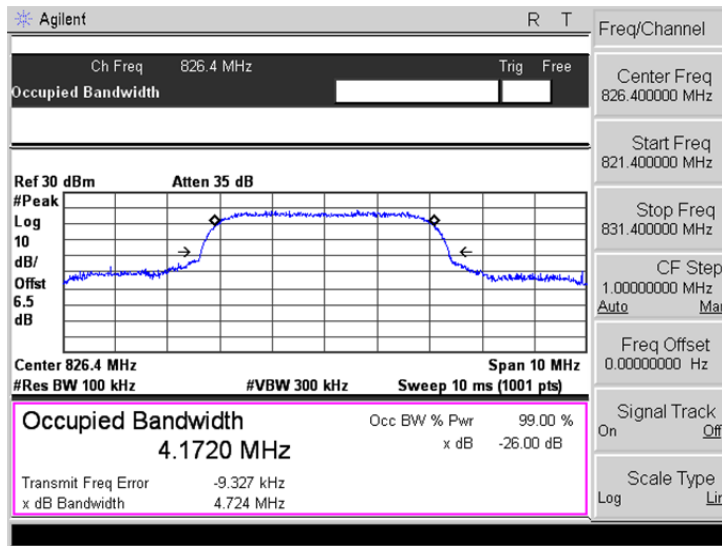 Agilent R T
Ch Freq 826.4 MHz Trig Free
Occupied Bandwidth
Ref 30 dBm Atten 35 dB
#Peak
Log
10
dB/
Offst
6.5
dB
Center 826.4 MHz Span 10 MHz
#Res BW 100 kHz #VBW 300 kHz Sweep 10 ms (1001 pts)
Occupied Bandwidth Occ BW % Pwr 99.00 %
4.1720 MHz x dB -26.00 dB
Transmit Freq Error -9.327 kHz
x dB Bandwidth 4.724 MHz
Freq/Channel
Center Freq
826.400000 MHz
Start Freq
821.400000 MHz
Stop Freq
831.400000 MHz
CF Step
1.00000000 MHz
Auto Ma
Freq Offset
0.00000000 Hz
Signal Track
On Off
Scale Type
Log Lin